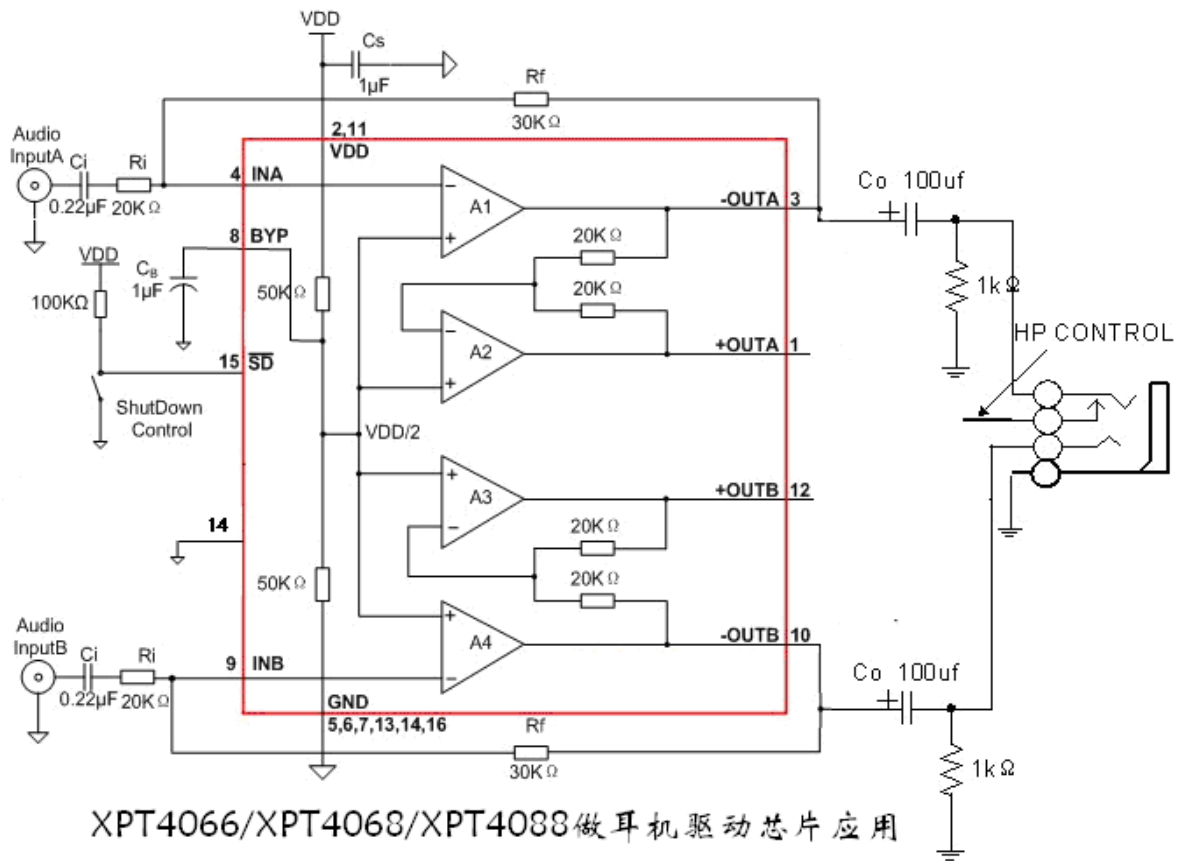 VDD
Cs
1µF
Rf
30KΩ
Audio
InputA
Ci
Ri
0.22µF
20KΩ
2,11
VDD
4
INA
A1
-OUTA
3
Co 100uf
8
BYP
20KΩ
VDD
C_B
1µF
50KΩ
20KΩ
1kΩ
100KΩ
HP CONTROL
A2
+OUTA
1
15
SD
ShutDown
Control
VDD/2
A3
+OUTB
12
14
20KΩ
50KΩ
20KΩ
Audio
InputB
Ci
Ri
0.22µF
20KΩ
9
INB
A4
-OUTB
10
Co 100uf
GND
5,6,7,13,14,16
Rf
30KΩ
1kΩ
XPT4066/XPT4068/XPT4088做耳机驱动芯片应用